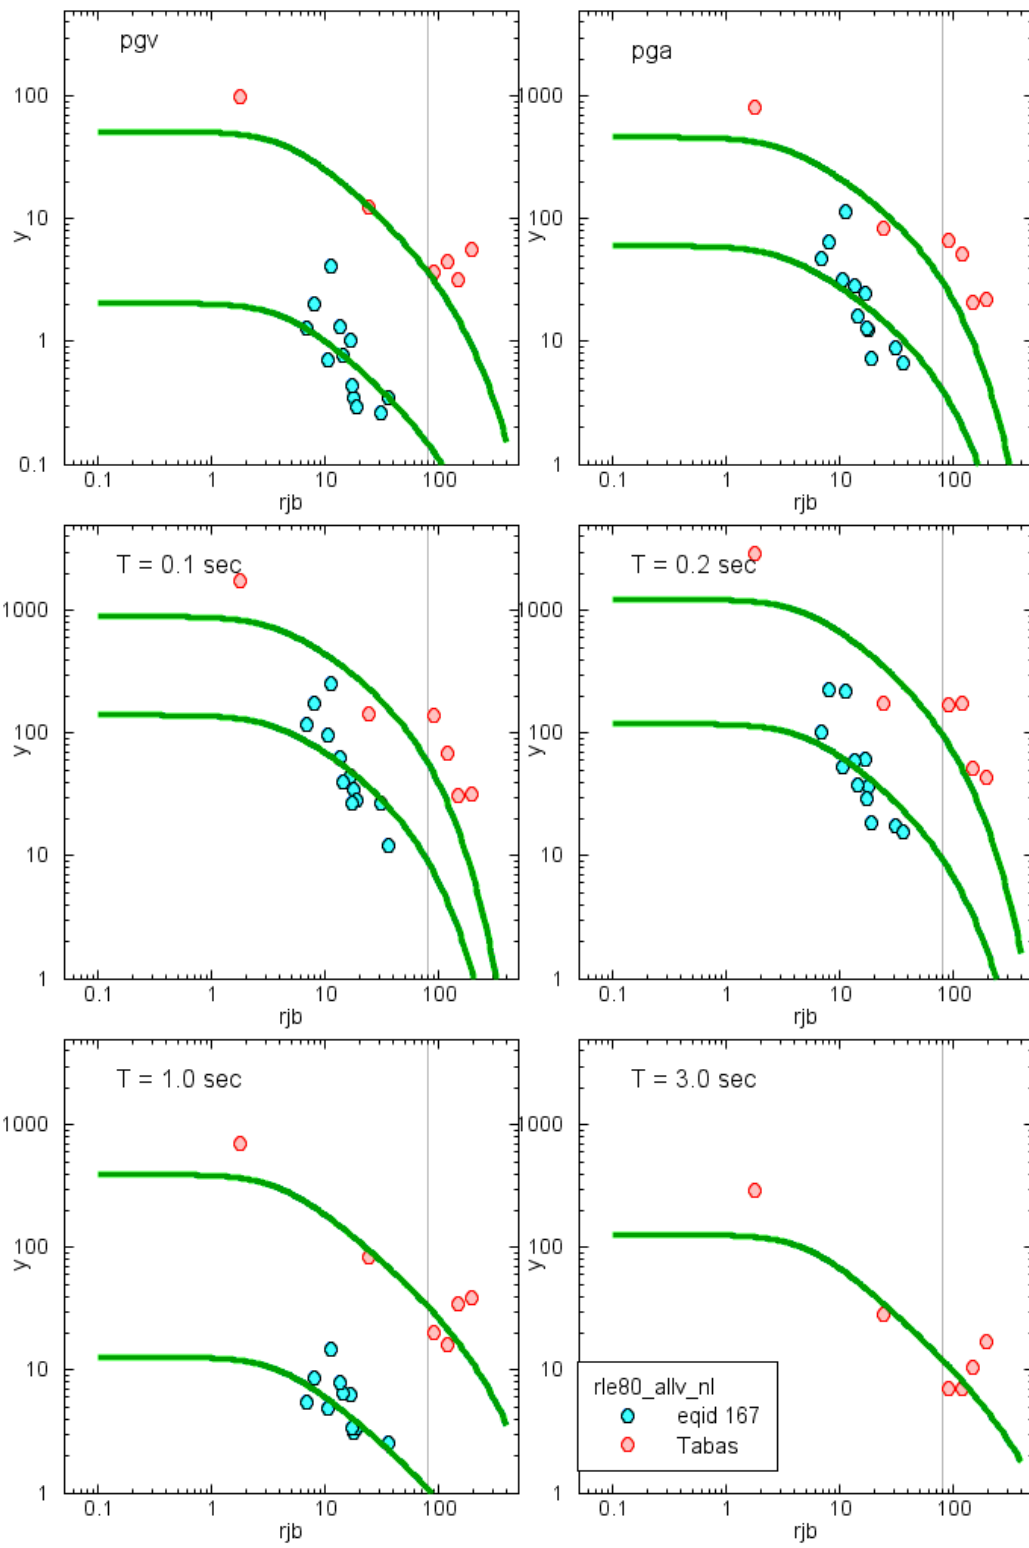 pgv
100
10
1
0.1
y
0.1 1 10 100
rjb
pga
1000
100
10
1
y
0.1 1 10 100
rjb
T = 0.1 sec
1000
100
10
1
y
0.1 1 10 100
rjb
T = 0.2 sec
1000
100
10
1
y
0.1 1 10 100
rjb
T = 1.0 sec
1000
100
10
1
y
0.1 1 10 100
rjb
T = 3.0 sec
1000
100
10
1
y
0.1 1 10 100
rjb
rle80_allv_nl
eqid 167
Tabas